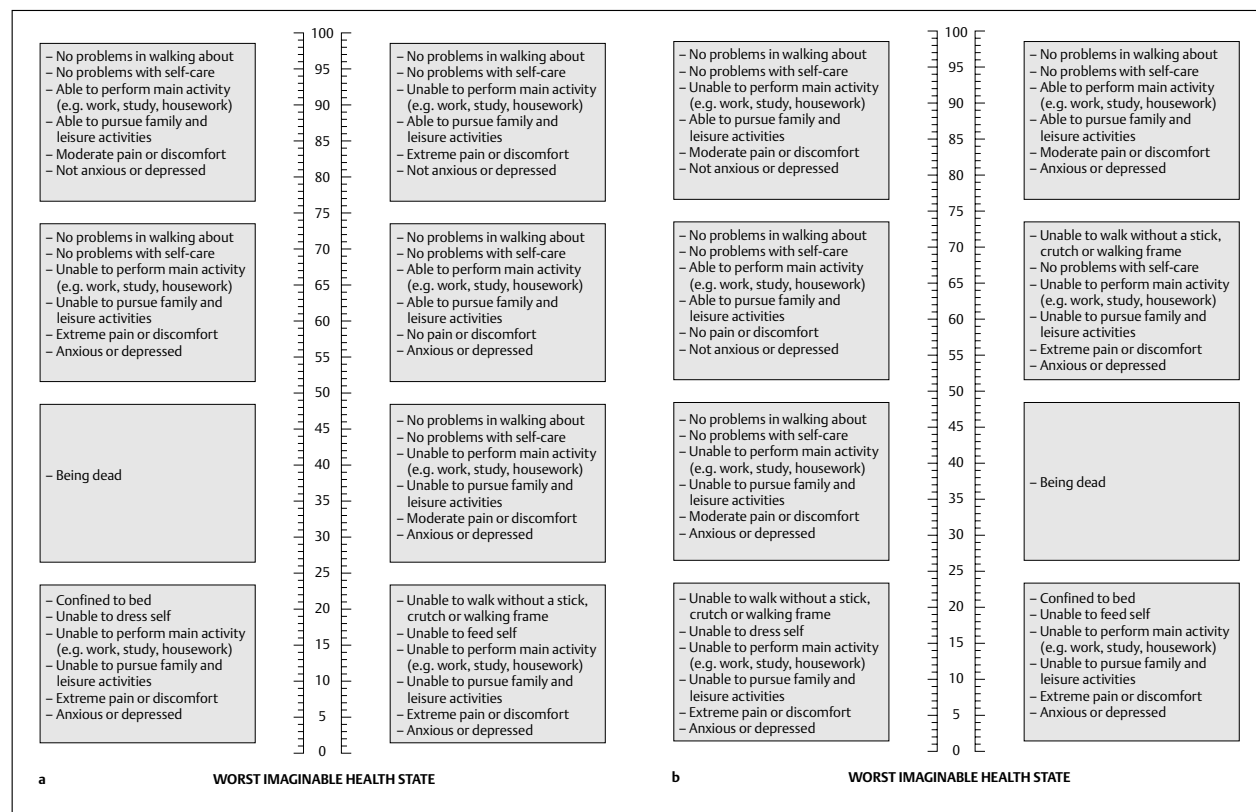 – No problems in walking about
– No problems with self-care
– Able to perform main activity
(e.g. work, study, housework)
– Able to pursue family and
leisure activities
– Moderate pain or discomfort
– Not anxious or depressed
– No problems in walking about
– No problems with self-care
– Unable to perform main activity
(e.g. work, study, housework)
– Unable to pursue family and
leisure activities
– Extreme pain or discomfort
– Anxious or depressed
– Being dead
– Confined to bed
– Unable to dress self
– Unable to perform main activity
(e.g. work, study, housework)
– Unable to pursue family and
leisure activities
– Extreme pain or discomfort
– Anxious or depressed
100
95
90
85
80
75
70
65
60
55
50
45
40
35
30
25
20
15
10
5
0
– No problems in walking about
– No problems with self-care
– Unable to perform main activity
(e.g. work, study, housework)
– Able to pursue family and
leisure activities
– Extreme pain or discomfort
– Not anxious or depressed
– No problems in walking about
– No problems with self-care
– Able to perform main activity
(e.g. work, study, housework)
– Able to pursue family and
leisure activities
– No pain or discomfort
– Anxious or depressed
– No problems in walking about
– No problems with self-care
– Unable to perform main activity
(e.g. work, study, housework)
– Unable to pursue family and
leisure activities
– Moderate pain or discomfort
– Anxious or depressed
– Unable to walk without a stick,
crutch or walking frame
– Unable to feed self
– Unable to perform main activity
(e.g. work, study, housework)
– Unable to pursue family and
leisure activities
– Extreme pain or discomfort
– Anxious or depressed
a
WORST IMAGINABLE HEALTH STATE
– No problems in walking about
– No problems with self-care
– Unable to perform main activity
(e.g. work, study, housework)
– Able to pursue family and
leisure activities
– Moderate pain or discomfort
– Not anxious or depressed
– No problems in walking about
– No problems with self-care
– Able to perform main activity
(e.g. work, study, housework)
– Able to pursue family and
leisure activities
– No pain or discomfort
– Not anxious or depressed
– No problems in walking about
– No problems with self-care
– Unable to perform main activity
(e.g. work, study, housework)
– Unable to pursue family and
leisure activities
– Moderate pain or discomfort
– Anxious or depressed
– Unable to walk without a stick,
crutch or walking frame
– Unable to dress self
– Unable to perform main activity
(e.g. work, study, housework)
– Unable to pursue family and
leisure activities
– Extreme pain or discomfort
– Anxious or depressed
100
95
90
85
80
75
70
65
60
55
50
45
40
35
30
25
20
15
10
5
0
– No problems in walking about
– No problems with self-care
– Able to perform main activity
(e.g. work, study, housework)
– Able to pursue family and
leisure activities
– Moderate pain or discomfort
– Anxious or depressed
– Unable to walk without a stick,
crutch or walking frame
– No problems with self-care
– Unable to perform main activity
(e.g. work, study, housework)
– Unable to pursue family and
leisure activities
– Extreme pain or discomfort
– Anxious or depressed
– Being dead
– Confined to bed
– Unable to feed self
– Unable to perform main activity
(e.g. work, study, housework)
– Unable to pursue family and
leisure activities
– Extreme pain or discomfort
– Anxious or depressed
b
WORST IMAGINABLE HEALTH STATE